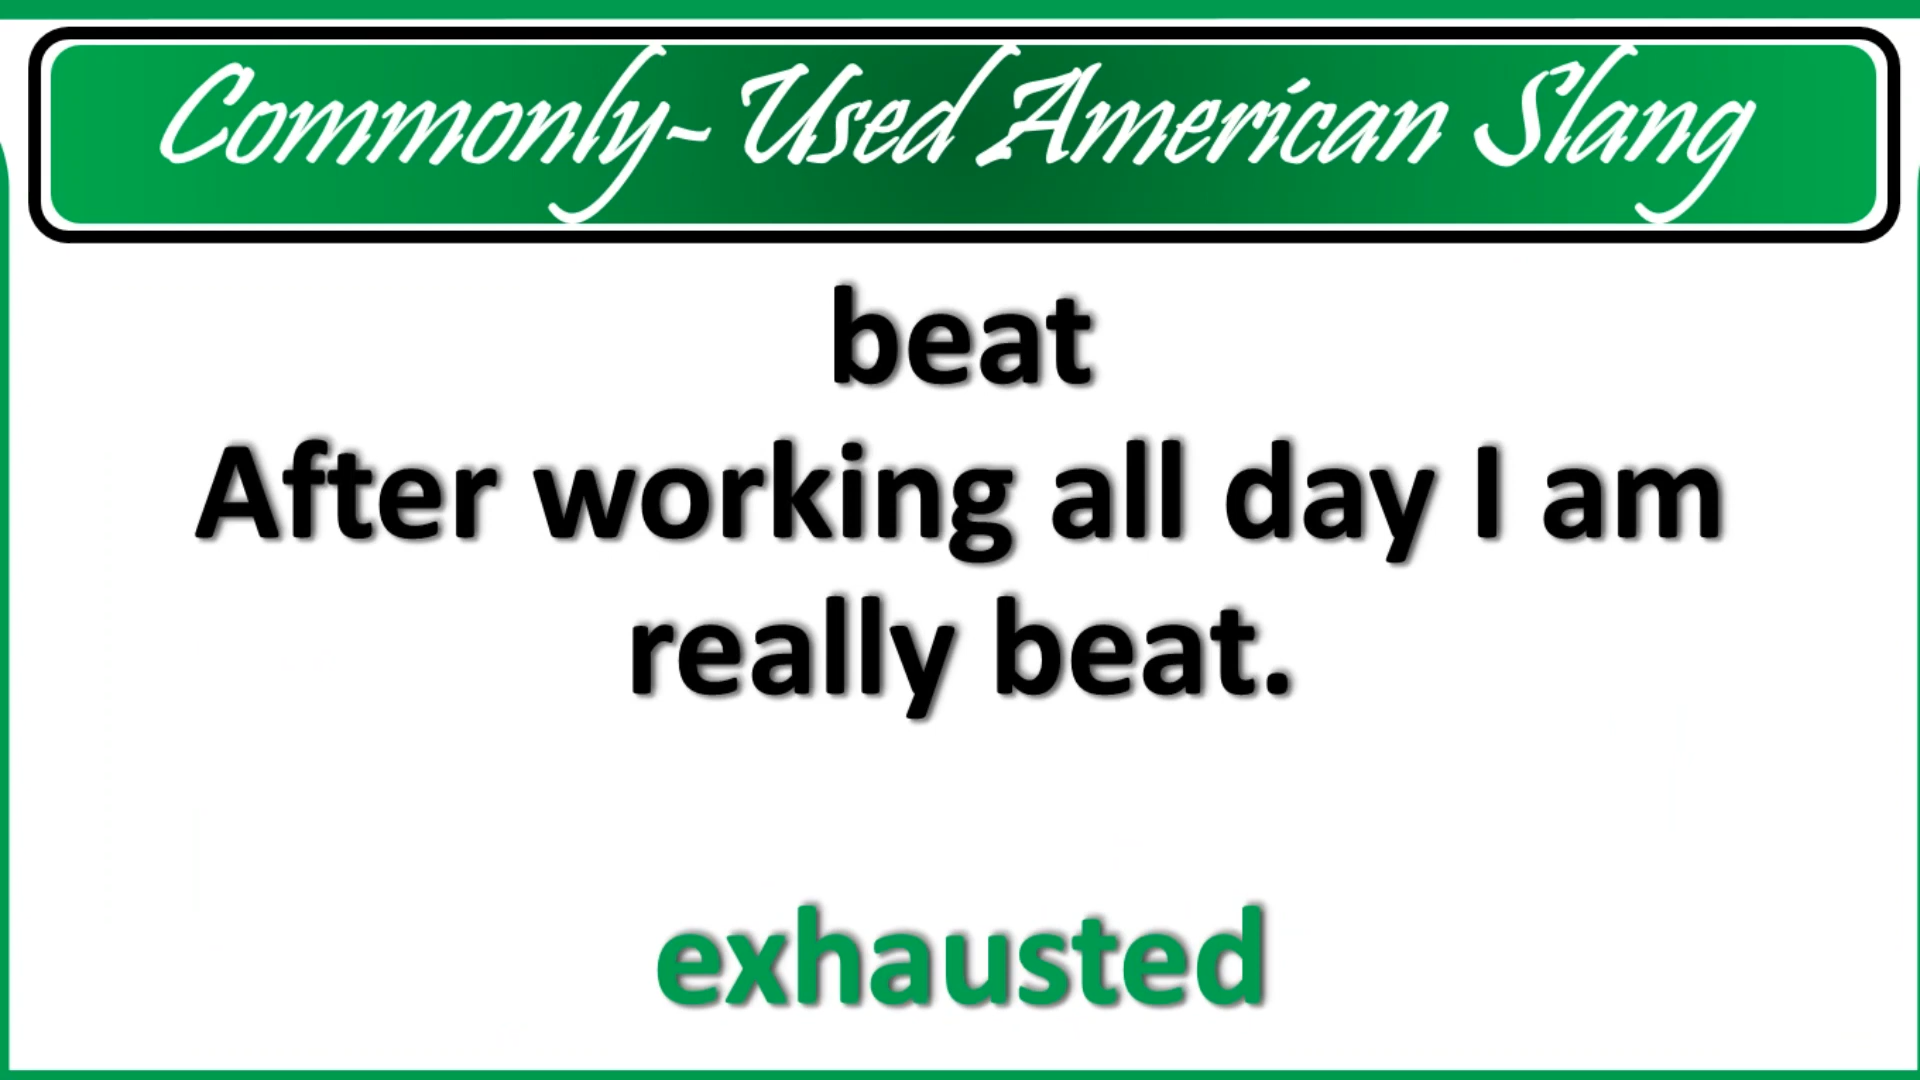 Commonly-Used American Slang
beat
After working all day I am
really beat.
exhausted